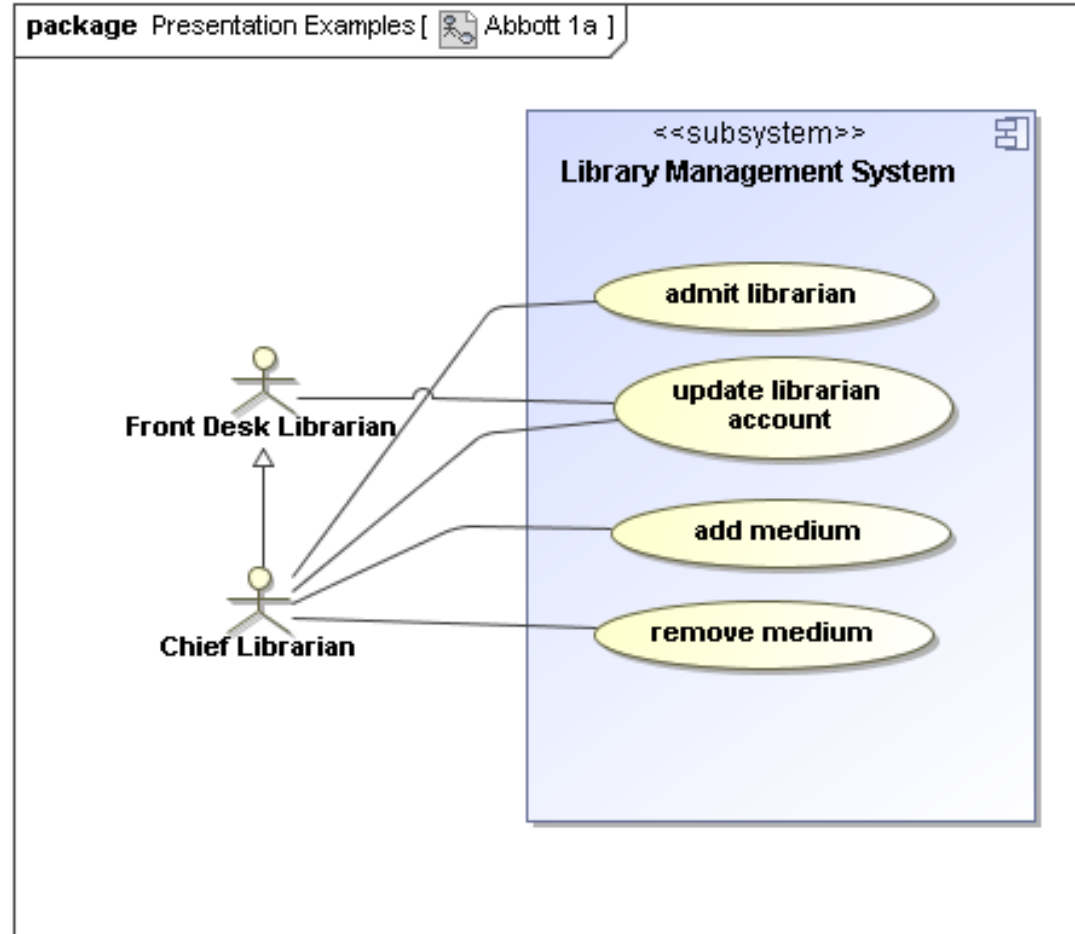 package Presentation Examples [ Abbott 1a ]
<<subsystem>>
Library Management System
admit librarian
update librarian
account
Front Desk Librarian
add medium
remove medium
Chief Librarian